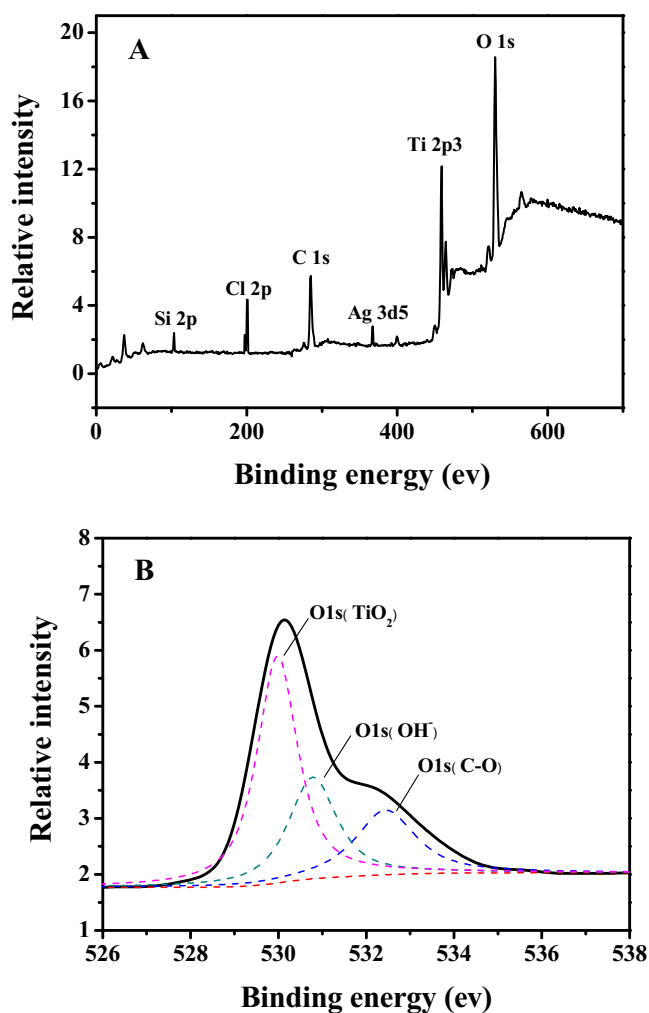 A
20
16
12
8
4
0
Relative intensity
Si 2p
Cl 2p
C 1s
Ag 3d5
Ti 2p3
O 1s
0 200 400 600
Binding energy (ev)
B
8
7
6
5
4
3
2
1
Relative intensity
O1s( TiO₂)
O1s( OH⁻)
O1s( C-O)
526 528 530 532 534 536 538
Binding energy (ev)